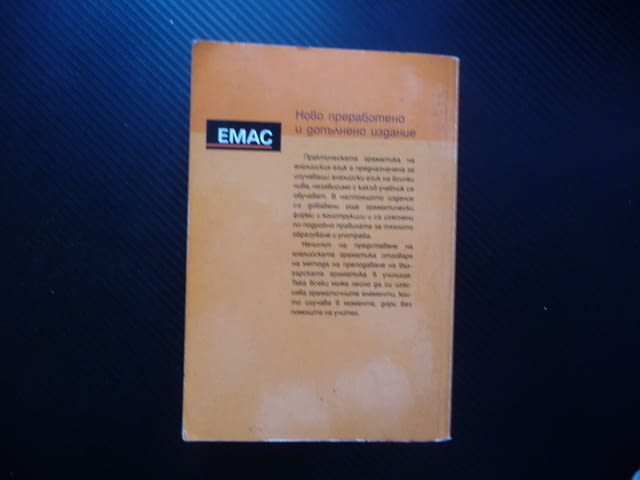 Ново преработено
и допълнено издание
ЕМАС
Практическата граматика на
английския език е предназначена за
изучаващи английски език на всички
нива, независимо с какъв учебник се
обучават. В настоящото издание
са добавени още граматически
форми и конструкции и са изяснени
по-подробно правилата за тяхното
образуване и употреба.
Начинът на представяне на
английската граматика отговаря
на метода на преподаване на бъл-
гарската граматика в училище.
Така всеки може лесно да си изяс-
нява граматичните елементи, кои-
то изучава в момента, дори без
помощта на учител.